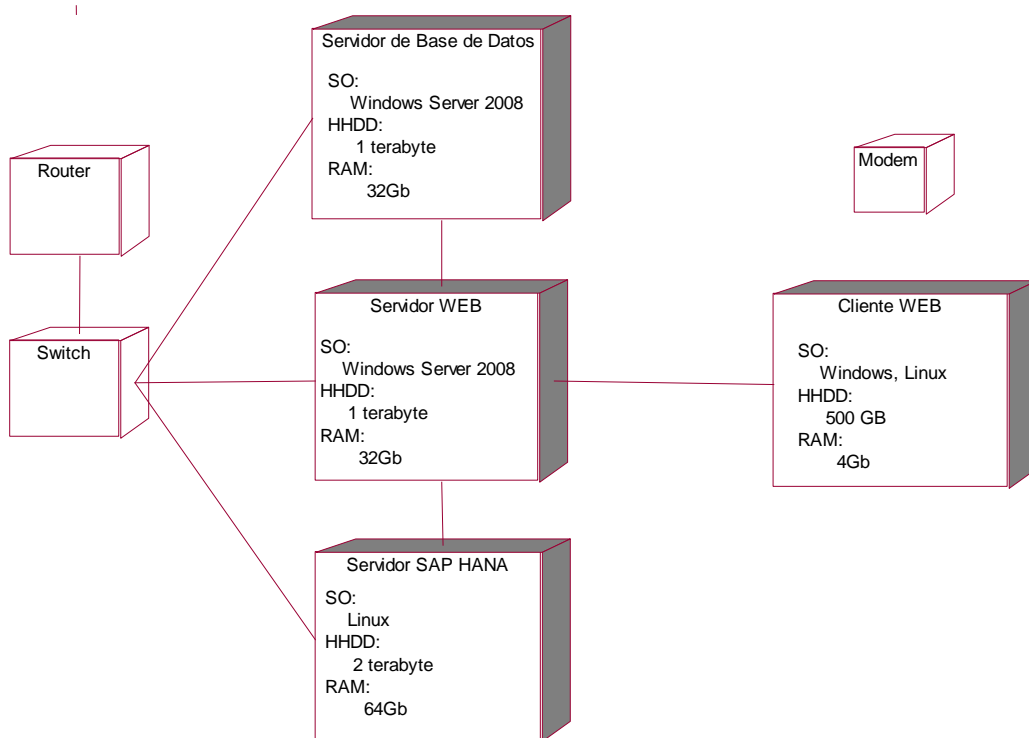 Servidor de Base de Datos
SO:
Windows Server 2008
HHDD:
1 terabyte
RAM:
32Gb
Router
Modem
Switch
Servidor WEB
SO:
Windows Server 2008
HHDD:
1 terabyte
RAM:
32Gb
Cliente WEB
SO:
Windows, Linux
HHDD:
500 GB
RAM:
4Gb
Servidor SAP HANA
SO:
Linux
HHDD:
2 terabyte
RAM:
64Gb